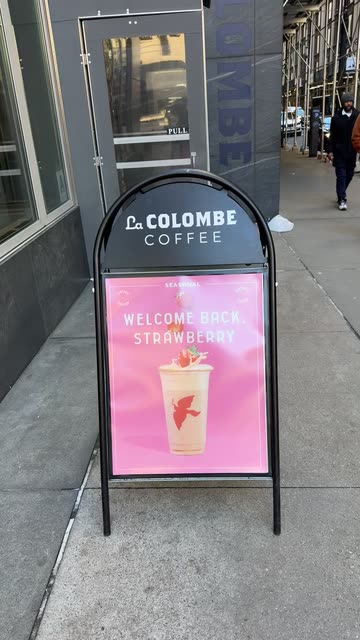 COLOMBE
PULL
La COLOMBE
COFFEE
SEASONAL
WELCOME BACK,
STRAWBERRY